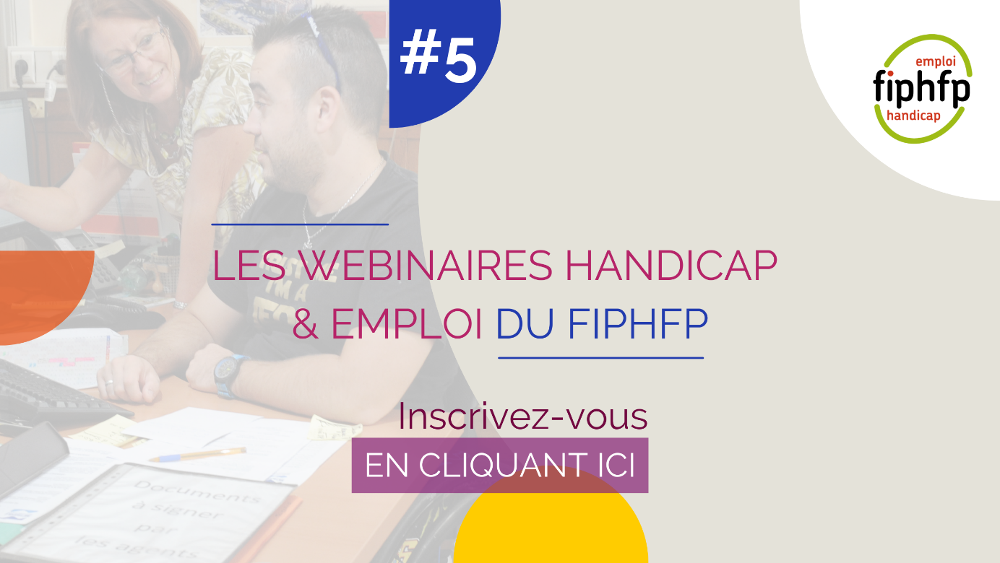 #5
emploi
fiphfp
handicap
LES WEBINAIRES HANDICAP
& EMPLOI DU FIPHFP
Inscrivez-vous
EN CLIQUANT ICI
I'M A
Documents
à signer
par
les agents